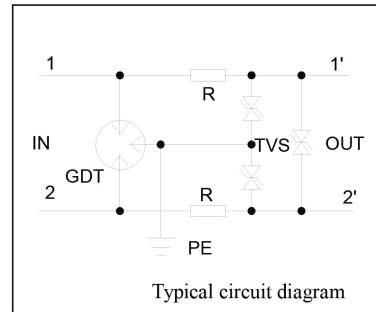 1 1'
R
IN TVS OUT
GDT
2 R 2'
PE
Typical circuit diagram